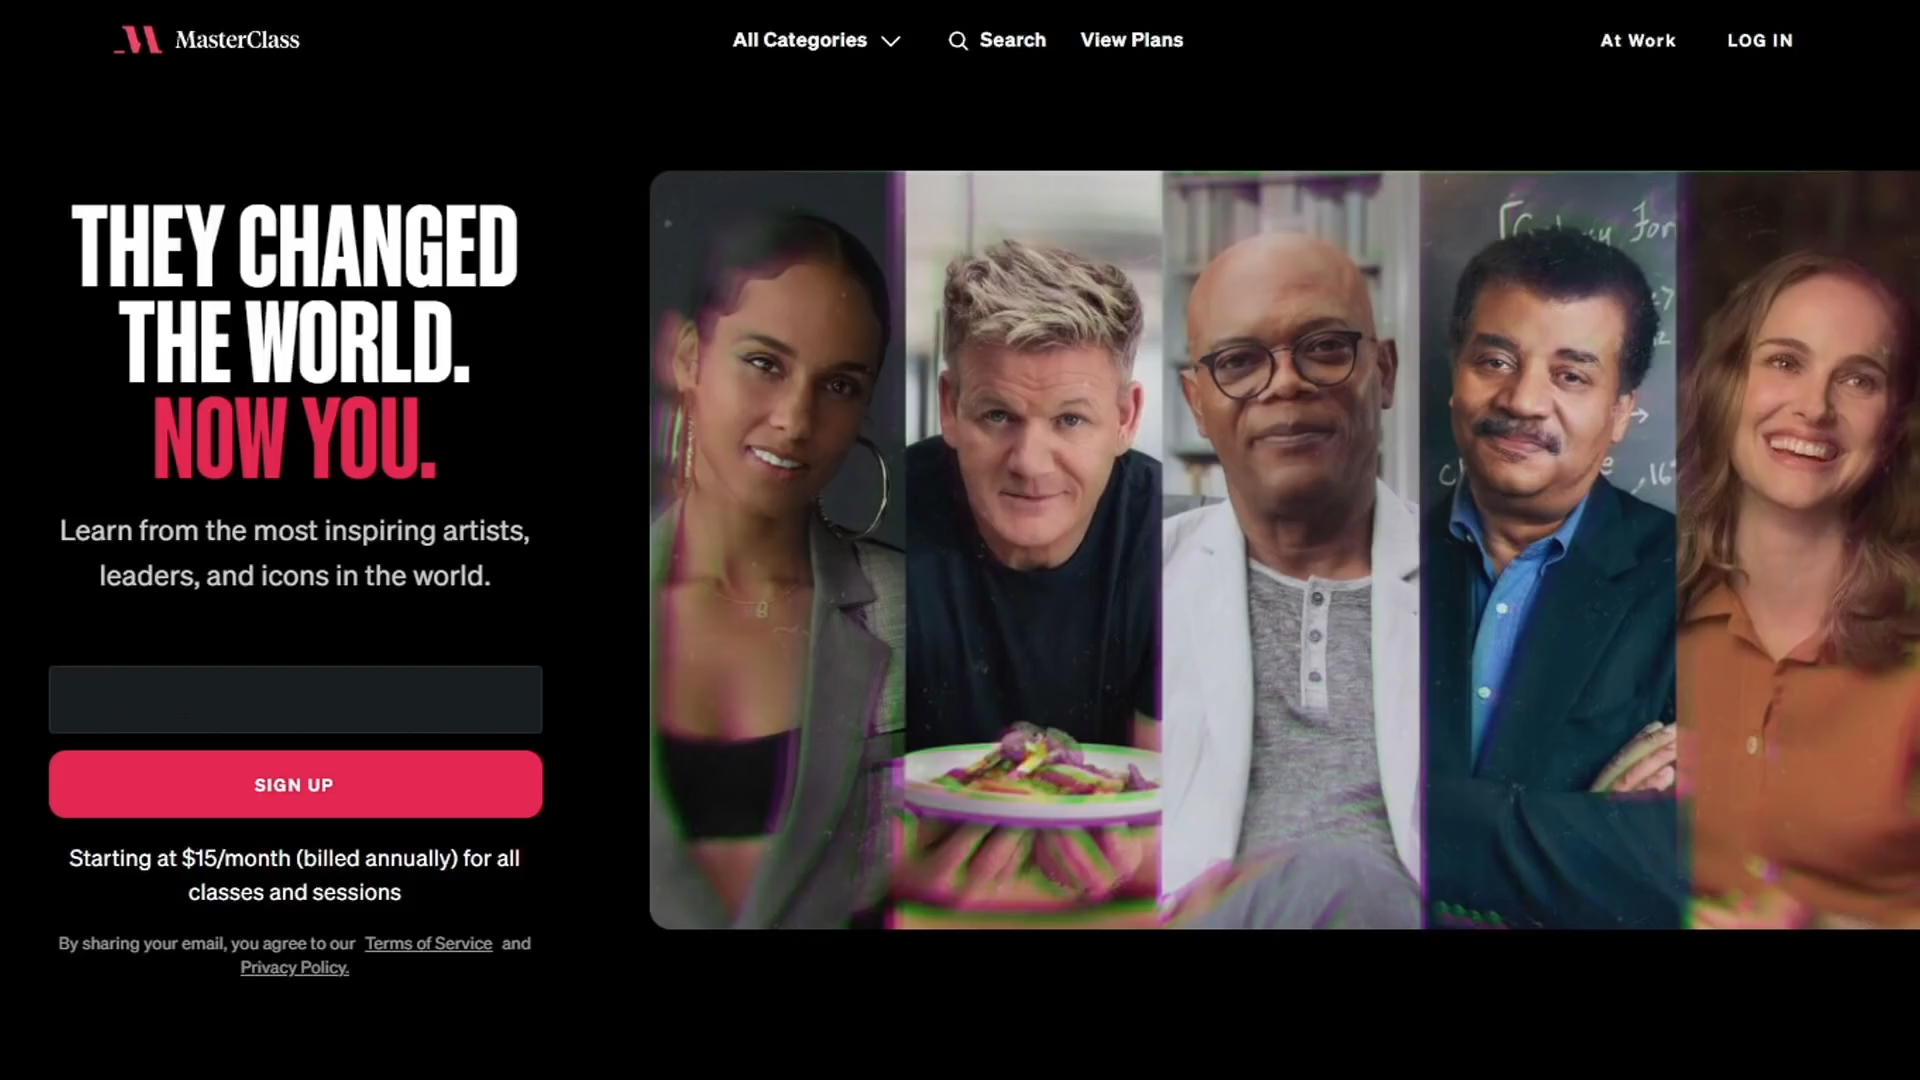 MasterClass
All Categories
Search
View Plans
At Work
LOG IN
THEY CHANGED
THE WORLD.
NOW YOU.
Learn from the most inspiring artists,
leaders, and icons in the world.
SIGN UP
Starting at $15/month (billed annually) for all
classes and sessions
By sharing your email, you agree to our Terms of Service and
Privacy Policy.